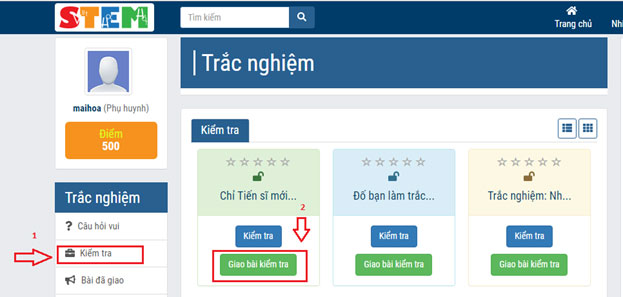 STEM
Tìm kiếm
Trang chủ
Nhi
maihoa (Phụ huynh)
Điểm
500
Trắc nghiệm
Câu hỏi vui
1
Kiểm tra
Bài đã giao
Trắc nghiệm
Kiểm tra
Chỉ Tiến sĩ mới...
Kiểm tra
2
Giao bài kiểm tra
Đố bạn làm trắc...
Kiểm tra
Giao bài kiểm tra
Trắc nghiệm: Nh...
Kiểm tra
Giao bài kiểm tra